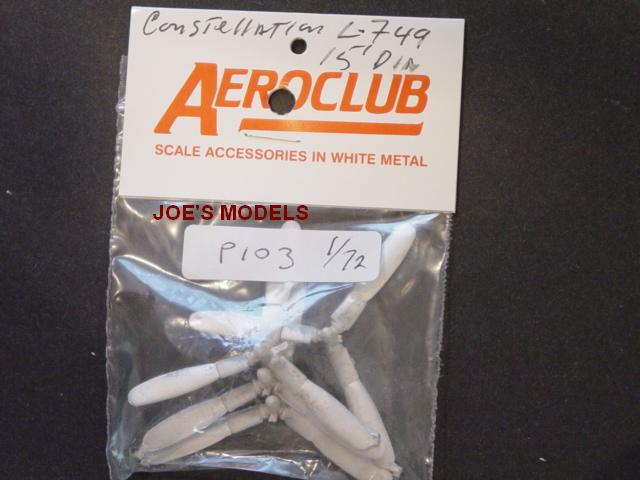 Constellation L-749
15' DIA
AEROCLUB
SCALE ACCESSORIES IN WHITE METAL
JOE'S MODELS
P103 1/72